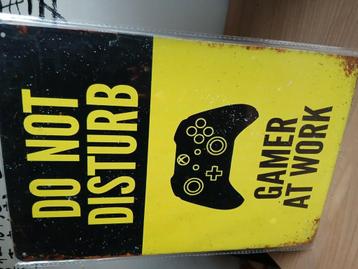 DO NOT
DISTURB
GAMER
AT WORK